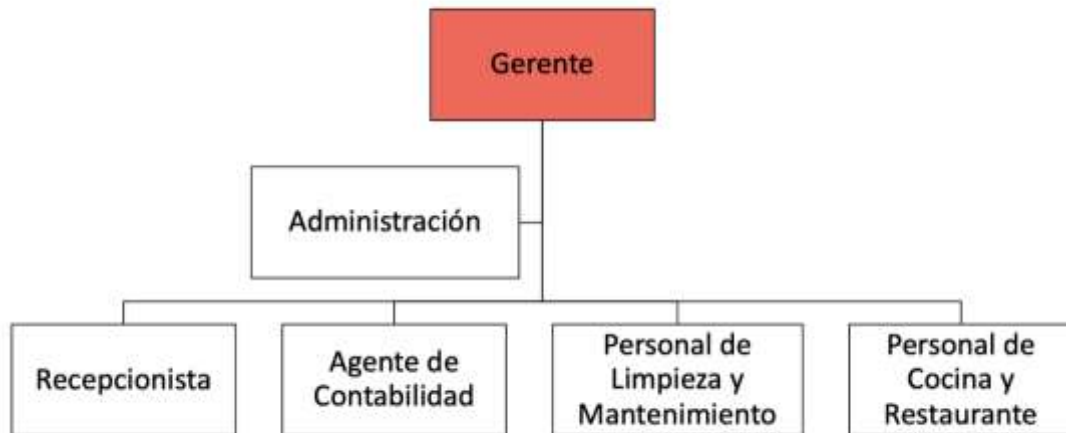 Gerente
Administración
Recepcionista
Agente de
Contabilidad
Personal de
Limpieza y
Mantenimiento
Personal de
Cocina y
Restaurante